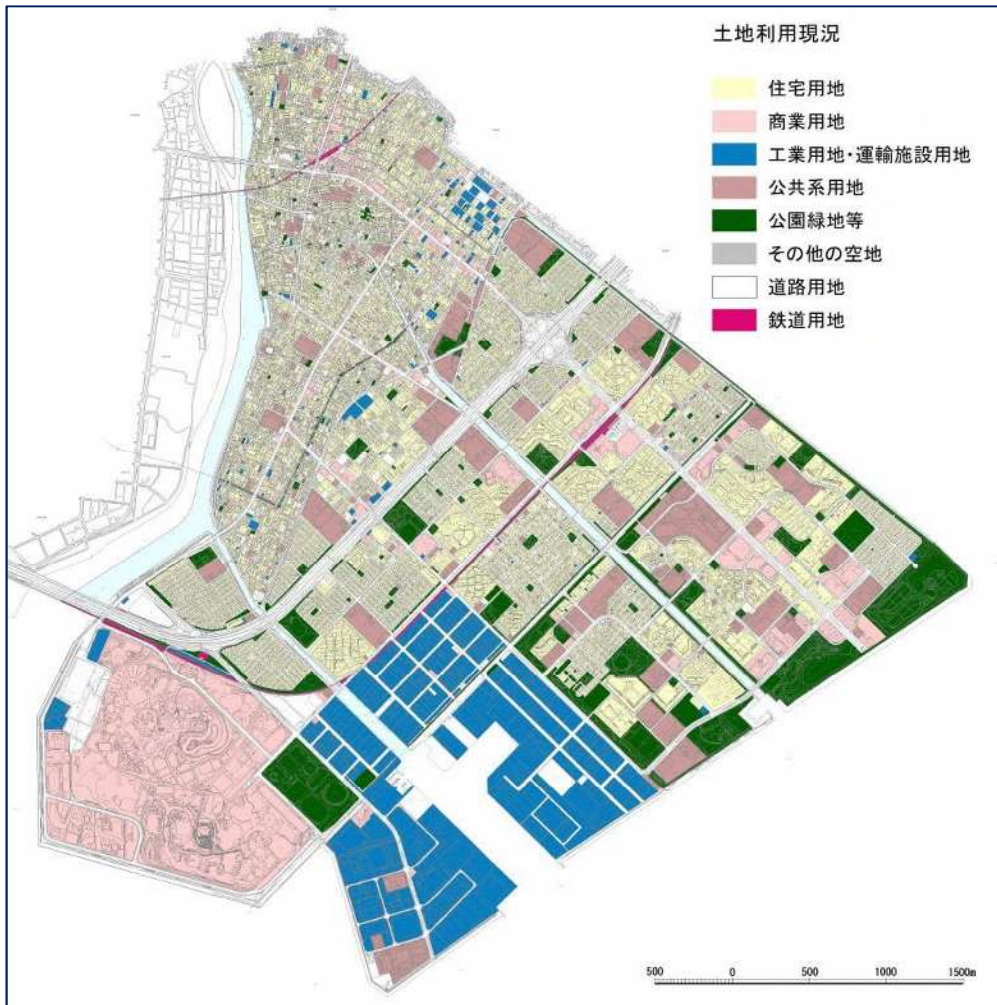 土地利用現況
住宅用地
商業用地
工業用地・運輸施設用地
公共系用地
公園緑地等
その他の空地
道路用地
鉄道用地
500 0 500 1000 1500m